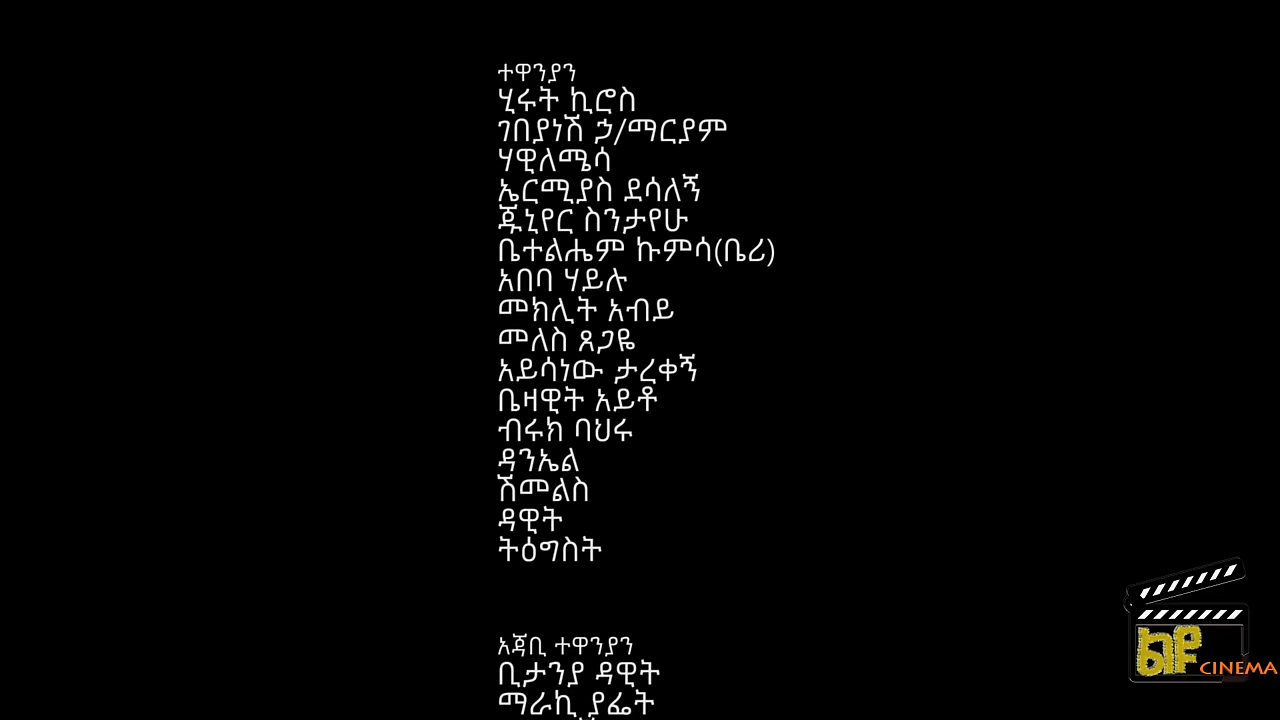 ተዋንያን
ሂሩት ኪሮስ
ገበያነሽ ኃ/ማርያም
ሃዊለሜሳ
ኤርሚያስ ደሳለኝ
ጁኒየር ስንታየሁ
ቤተልሔም ኩምሳ(ቤሪ)
አበባ ሃይሉ
መክሊት አብይ
መለስ ጸጋዬ
አይሳነው ታረቀኝ
ቤዛዊት አይቶ
ብሩክ ባህሩ
ዳንኤል
ሽመልስ
ዳዊት
ትዕግስት
አጃቢ ተዋንያን
ቢታንያ ዳዊት
ማራኪ ያፌት
CINEMA